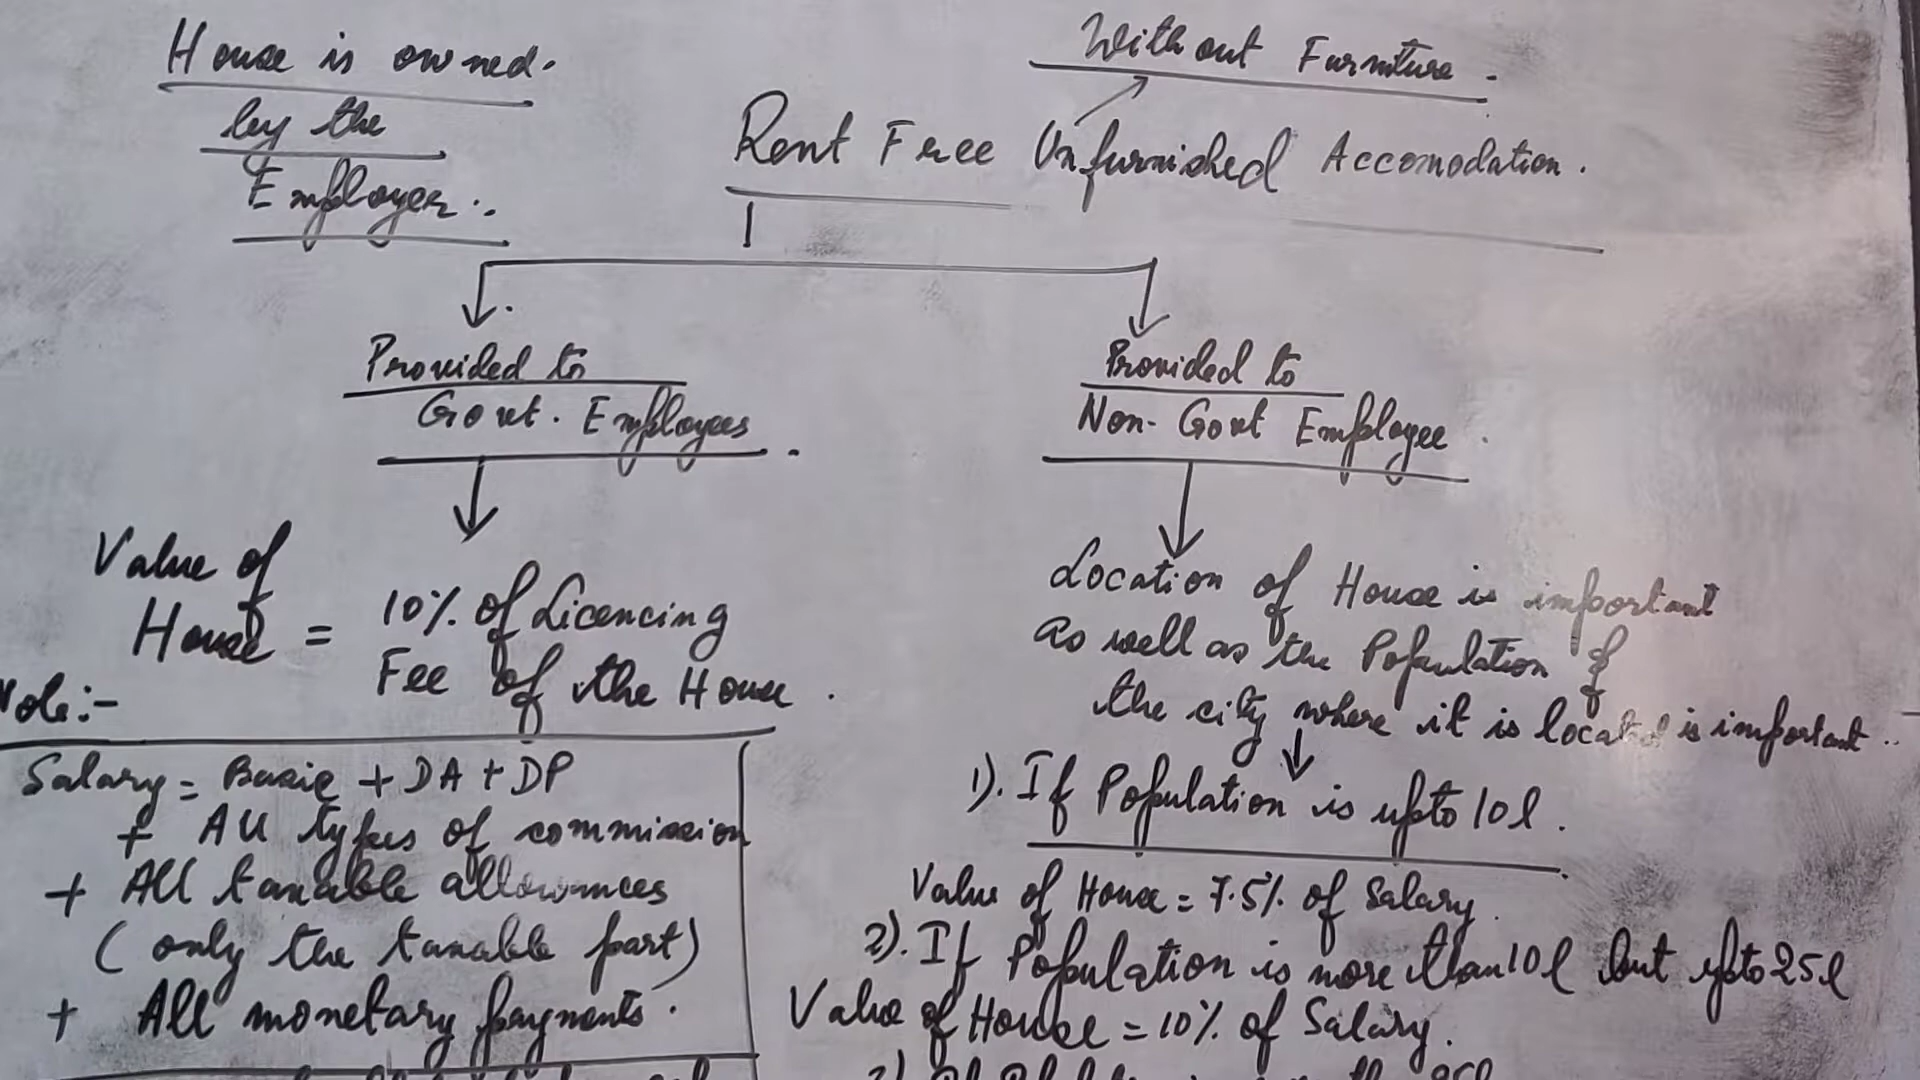 House is owned.
by the
Employer..
Without Furniture.
Rent Free Unfurnished Accomodation.
Provided to
Govt. Employees.
Value of
House = 10% of Licencing
Fee of the House.
Note:-
Salary = Basic + DA + DP
+ All types of commission
+ All taxable allowances
(only the taxable part)
+ All monetary payments.
Provided to
Non-Govt Employee.
Location of House is important
as well as the Population of
the city where it is located is important..
1). If Population is upto 10l.
Value of House = 7.5% of Salary.
2). If Population is more than 10l but upto 25l
Value of House = 10% of Salary.